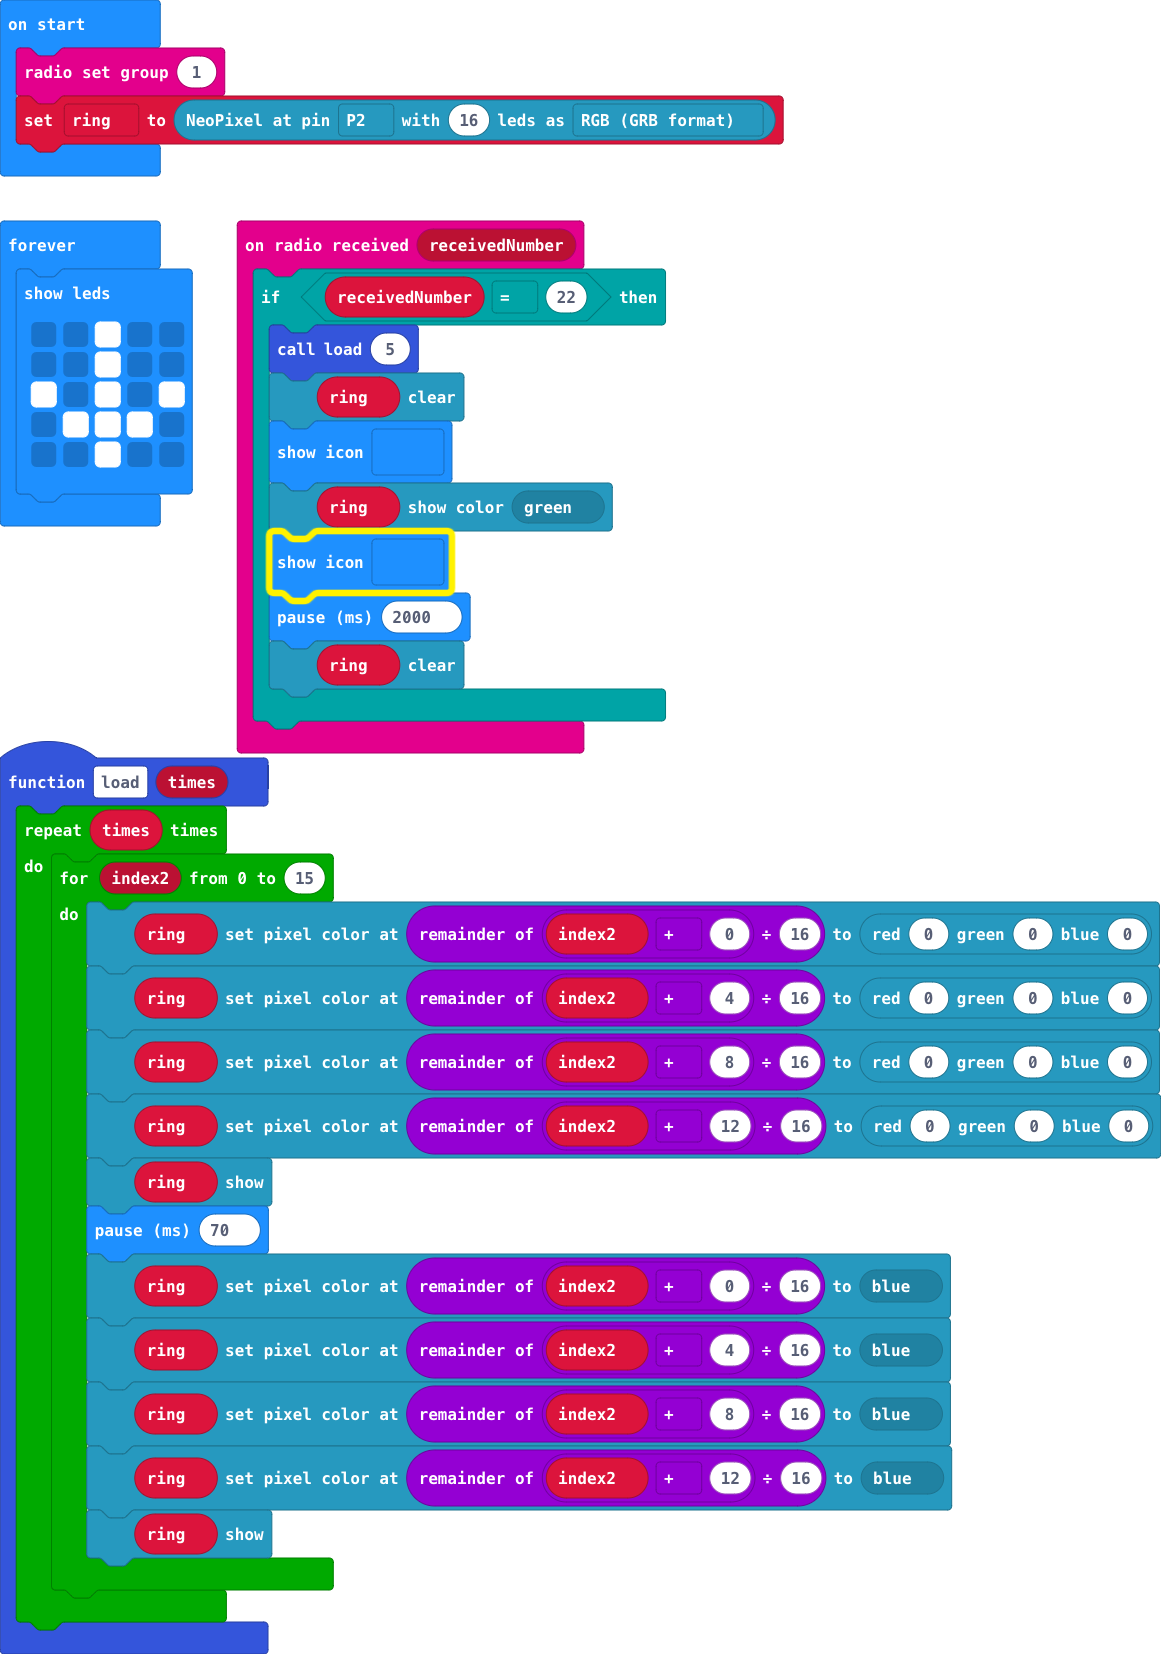 on start
radio set group 1
set ring to NeoPixel at pin P2 with 16 leds as RGB (GRB format)
forever
show leds
on radio received receivedNumber
if receivedNumber = 22 then
call load 5
ring clear
show icon
ring show color green
show icon
pause (ms) 2000
ring clear
function load times
repeat times times
do
for index2 from 0 to 15
do
ring set pixel color at remainder of index2 + 0 ÷ 16 to red 0 green 0 blue 0
ring set pixel color at remainder of index2 + 4 ÷ 16 to red 0 green 0 blue 0
ring set pixel color at remainder of index2 + 8 ÷ 16 to red 0 green 0 blue 0
ring set pixel color at remainder of index2 + 12 ÷ 16 to red 0 green 0 blue 0
ring show
pause (ms) 70
ring set pixel color at remainder of index2 + 0 ÷ 16 to blue
ring set pixel color at remainder of index2 + 4 ÷ 16 to blue
ring set pixel color at remainder of index2 + 8 ÷ 16 to blue
ring set pixel color at remainder of index2 + 12 ÷ 16 to blue
ring show